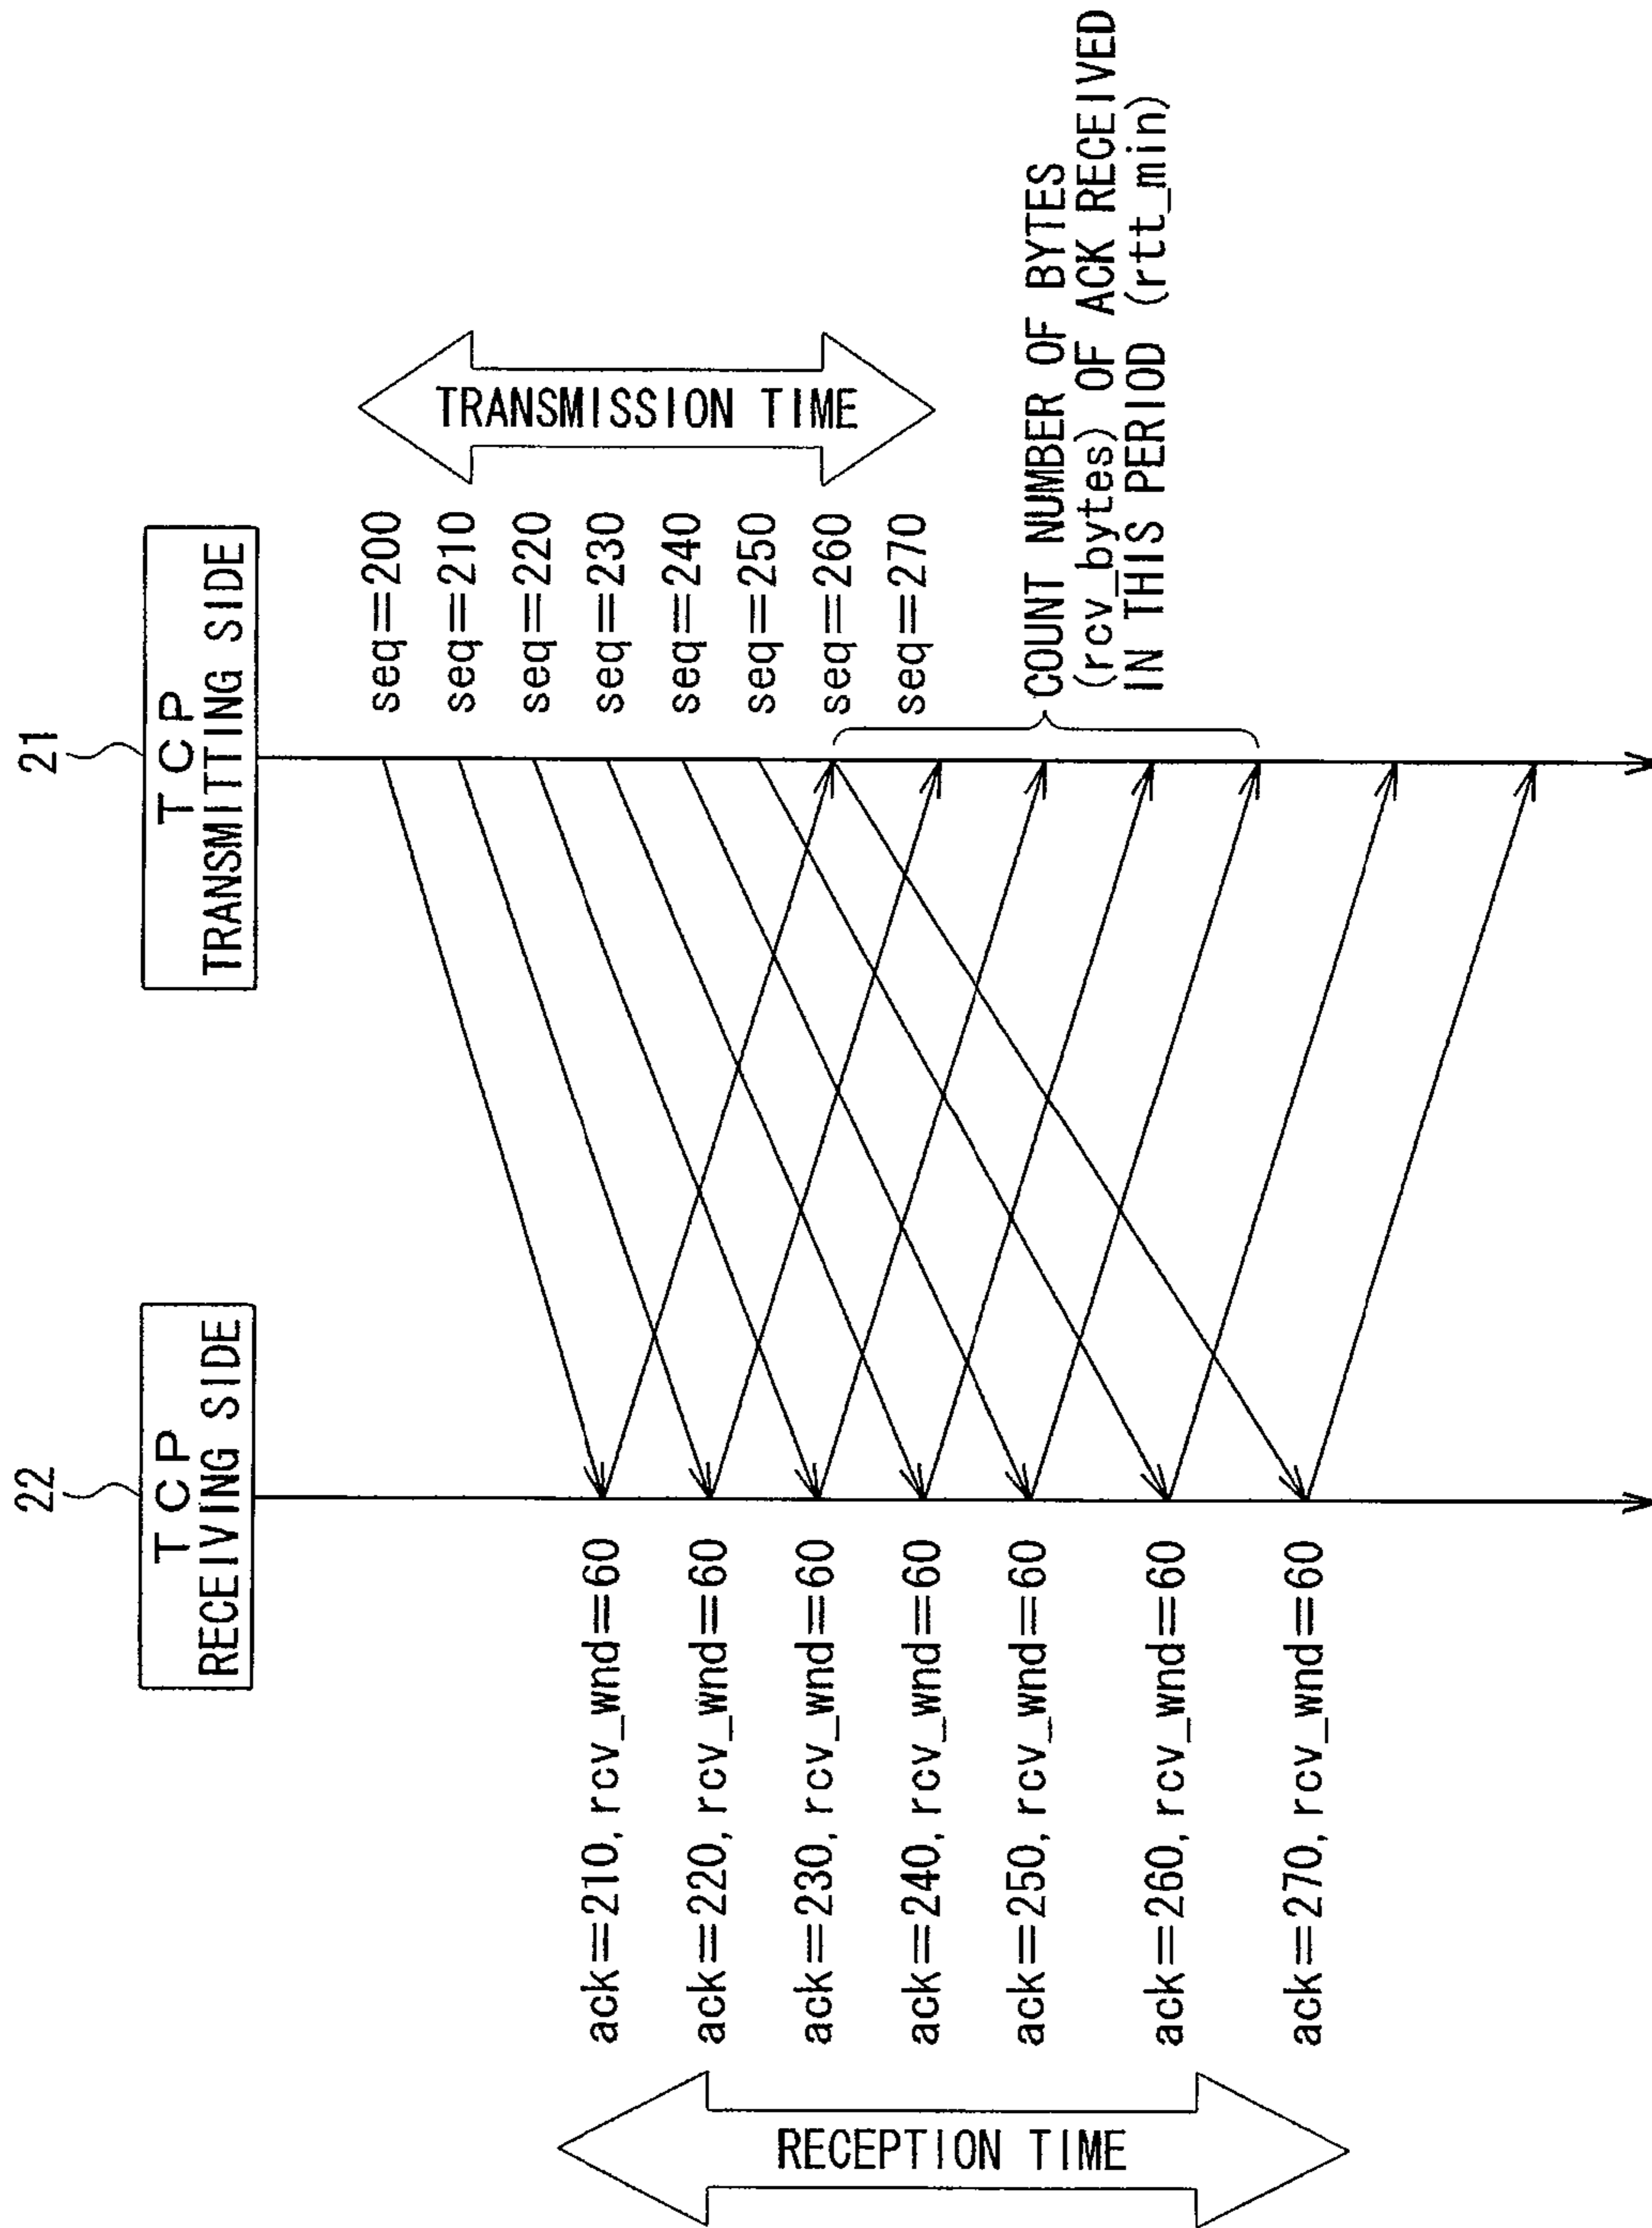 22
TCP
RECEIVING SIDE
21
TCP
TRANSMITTING SIDE
seq=200
seq=210
seq=220
seq=230
seq=240
seq=250
seq=260
seq=270
TRANSMISSION TIME
COUNT NUMBER OF BYTES
(rcv_bytes) OF ACK RECEIVED
IN THIS PERIOD (rtt_min)
ack=210, rcv_wnd=60
ack=220, rcv_wnd=60
ack=230, rcv_wnd=60
ack=240, rcv_wnd=60
ack=250, rcv_wnd=60
ack=260, rcv_wnd=60
ack=270, rcv_wnd=60
RECEPTION TIME